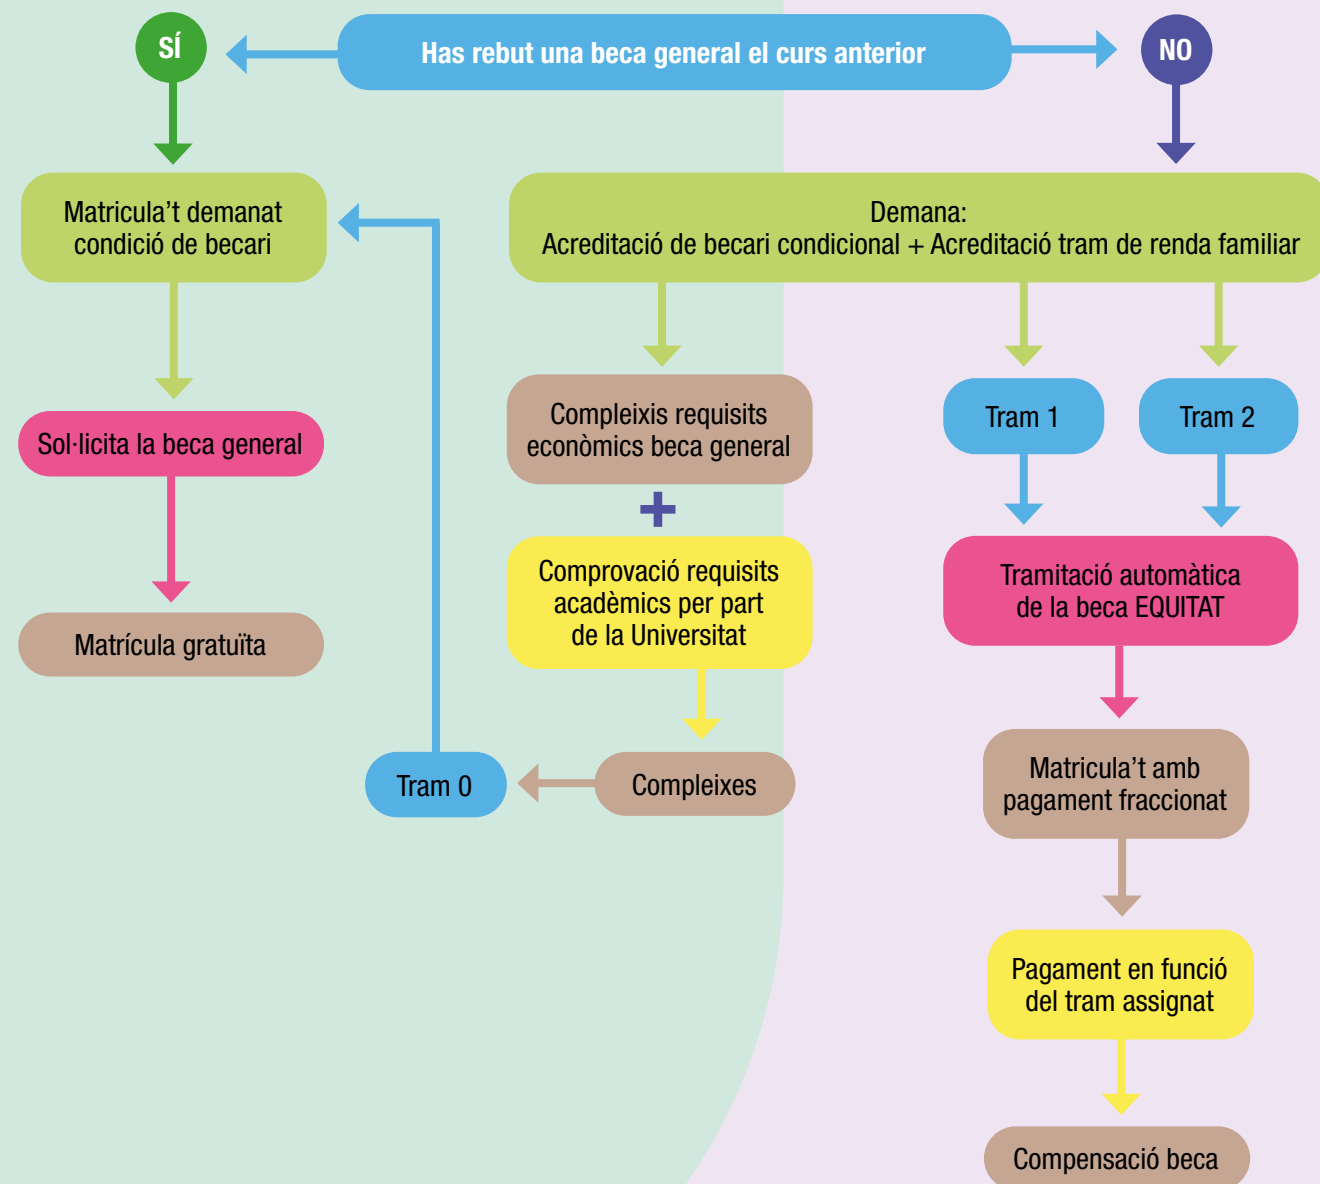 SÍ
Has rebut una beca general el curs anterior
NO
Matricula't demanat
condició de becari
Demana:
Acreditació de becari condicional + Acreditació tram de renda familiar
Sol·licita la beca general
Matrícula gratuïta
Compleixis requisits
econòmics beca general
+
Comprovació requisits
acadèmics per part
de la Universitat
Compleixes
Tram 0
Tram 1
Tram 2
Tramitació automàtica
de la beca EQUITAT
Matricula't amb
pagament fraccionat
Pagament en funció
del tram assignat
Compensació beca